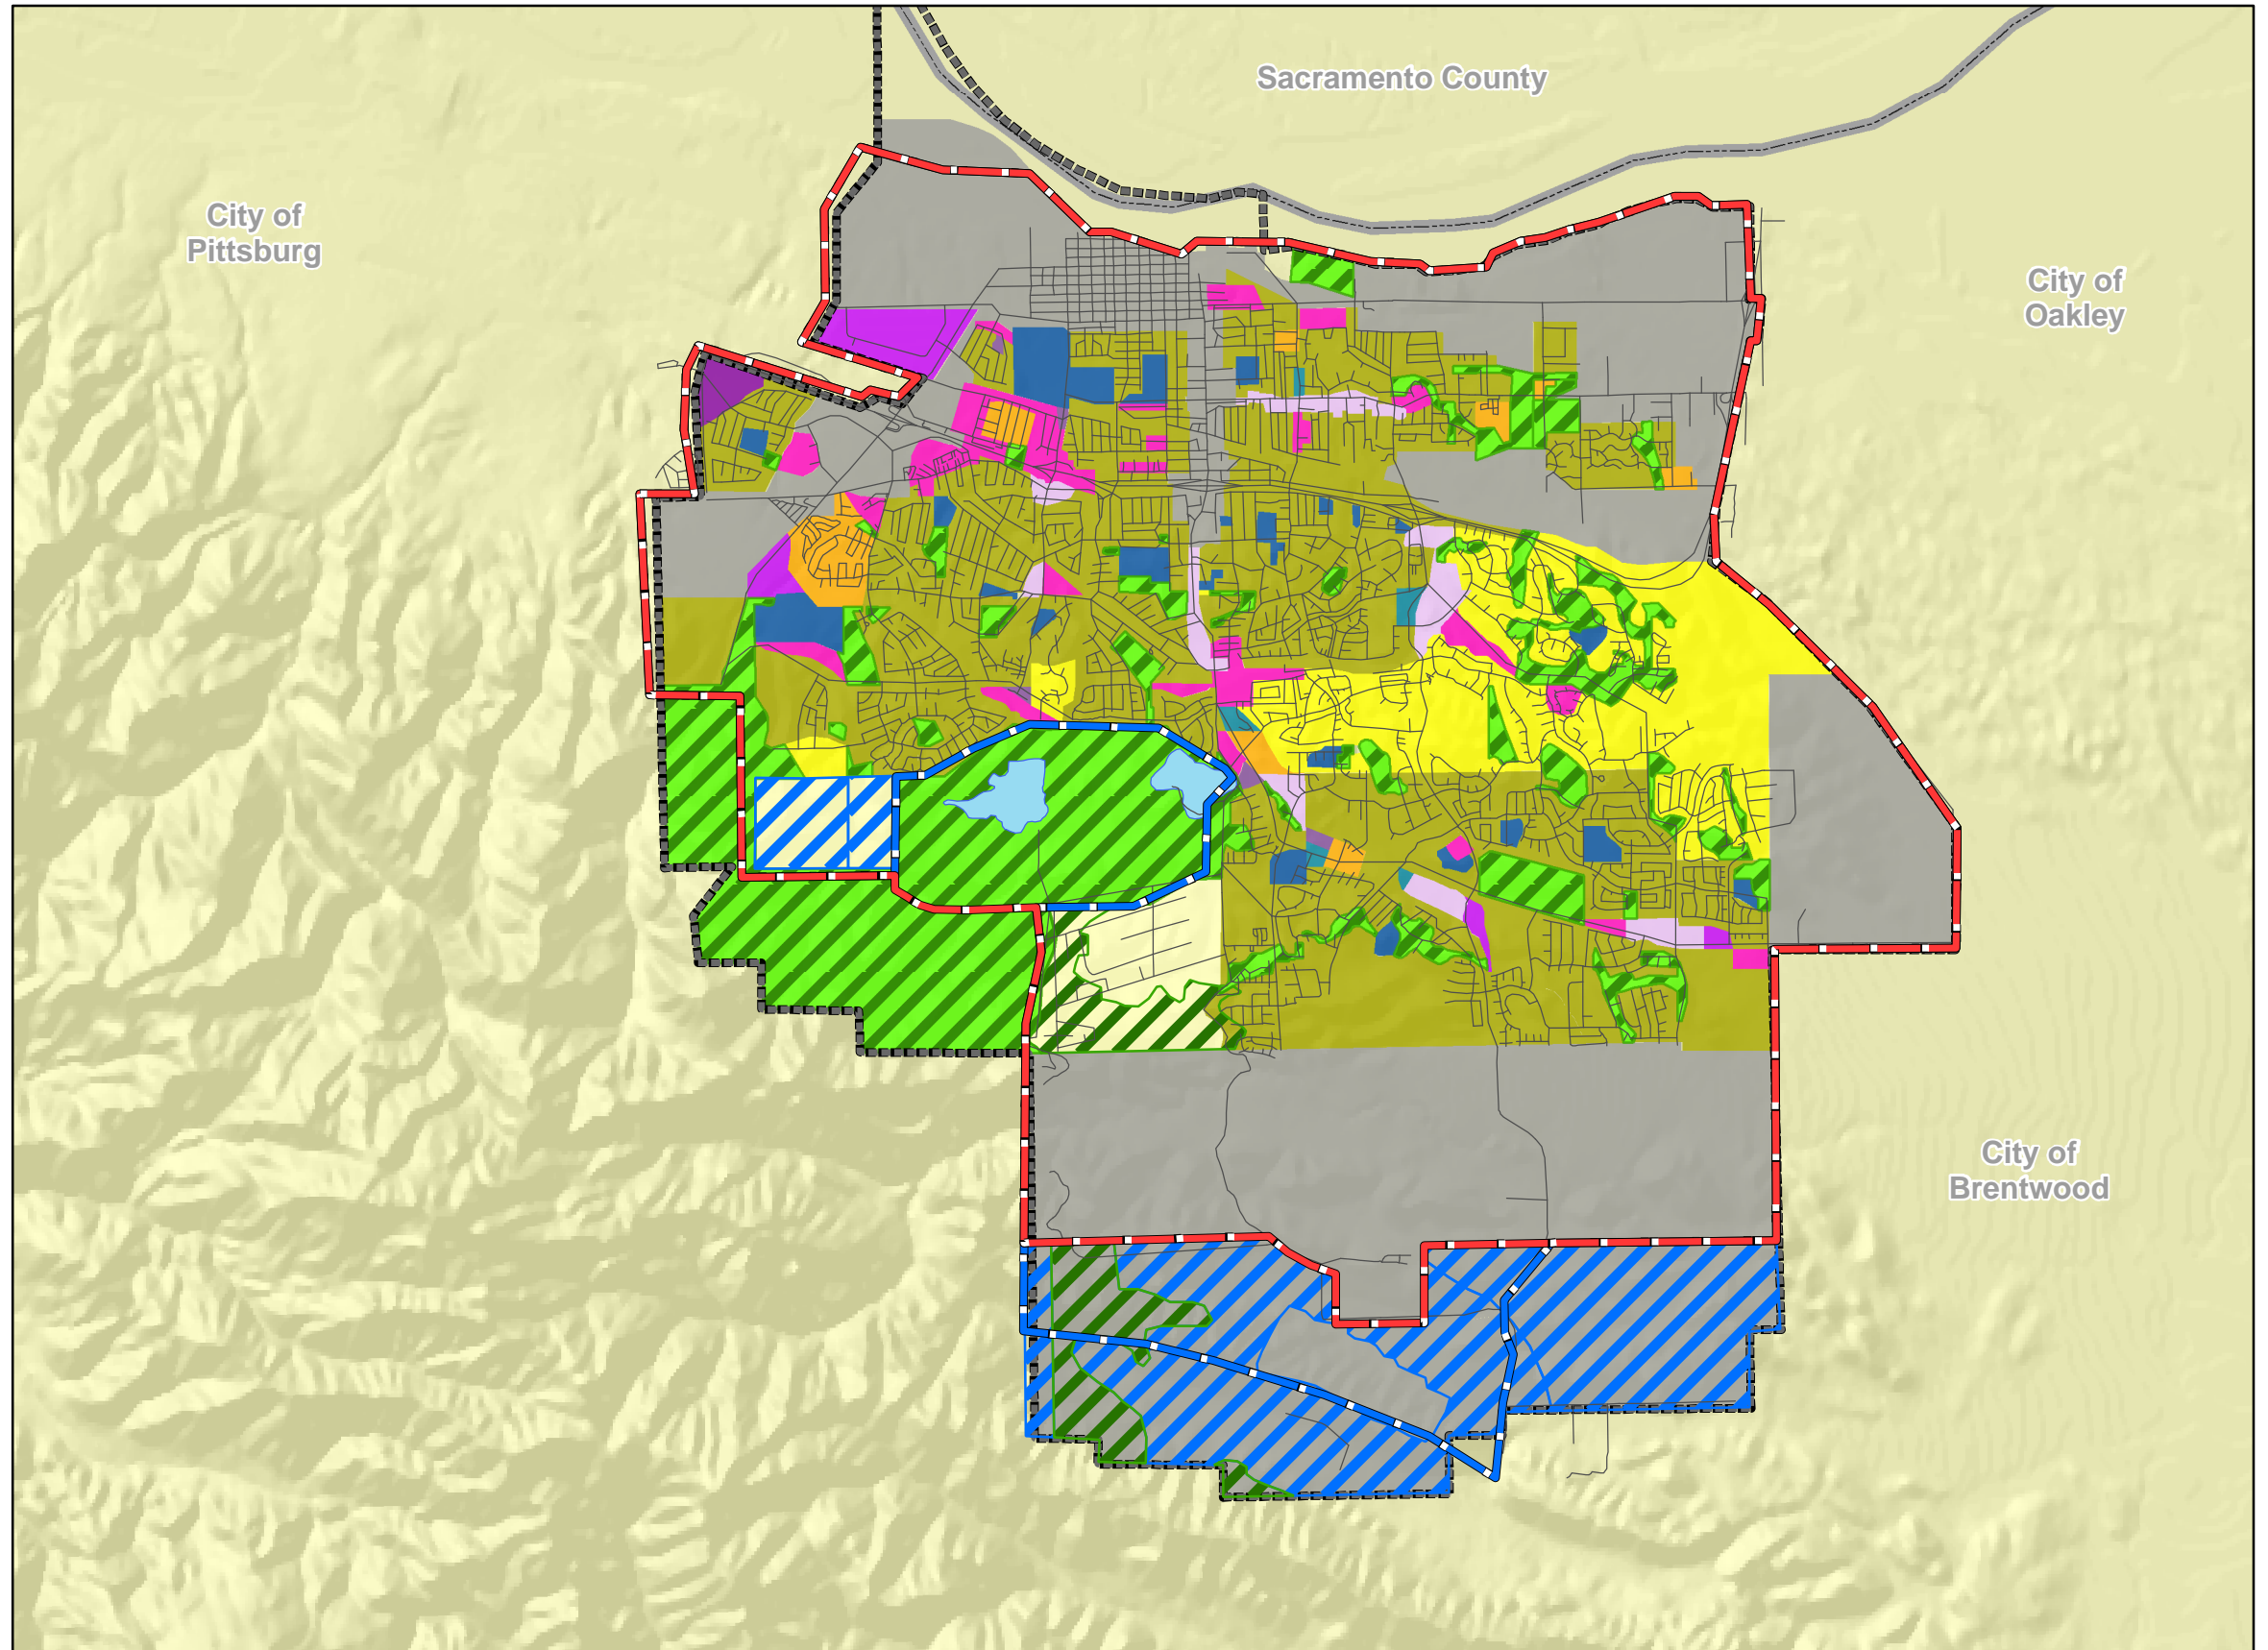 Sacramento County
City of
Pittsburg
City of
Oakley
City of
Brentwood